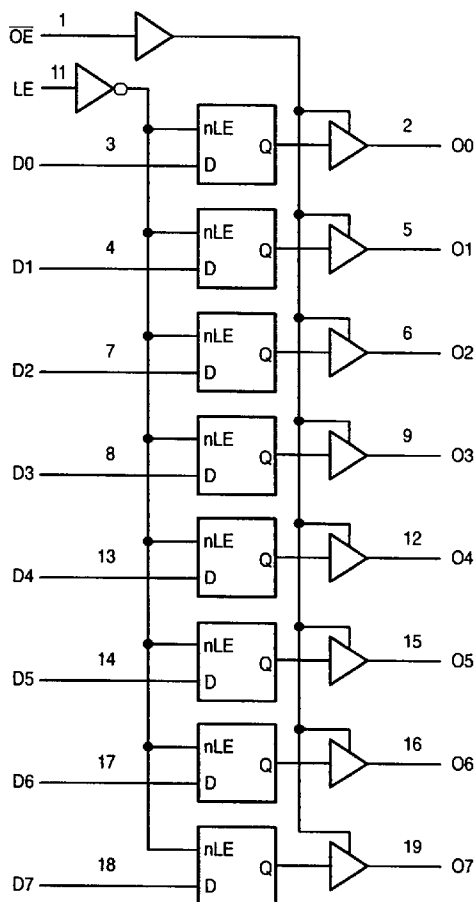 O̅E̅ 1
LE 11
D0 3 nLE D Q 2 O0
D1 4 nLE D Q 5 O1
D2 7 nLE D Q 6 O2
D3 8 nLE D Q 9 O3
D4 13 nLE D Q 12 O4
D5 14 nLE D Q 15 O5
D6 17 nLE D Q 16 O6
D7 18 nLE D Q 19 O7